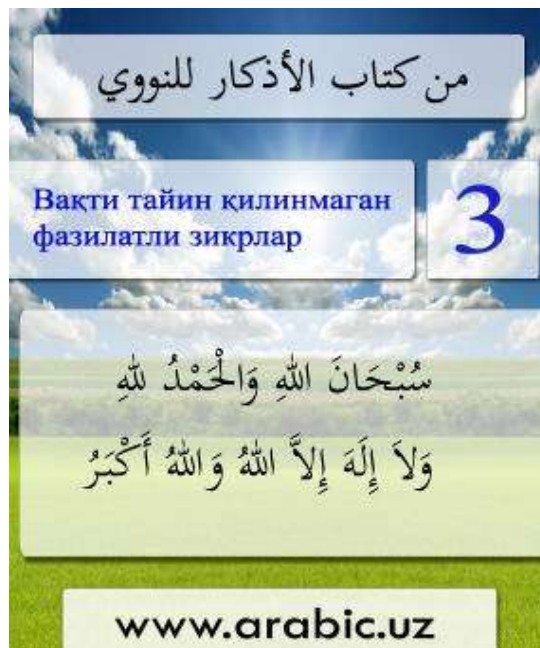 من كتاب الأذكار للنووي
Вақти тайин қилинмаган
фазилатли зикрлар
3
سُبْحَانَ اللهِ وَالْحَمْدُ للهِ
وَلاَ إِلَهَ إِلاَّ اللهُ وَاللهُ أَكْبَرُ
www.arabic.uz